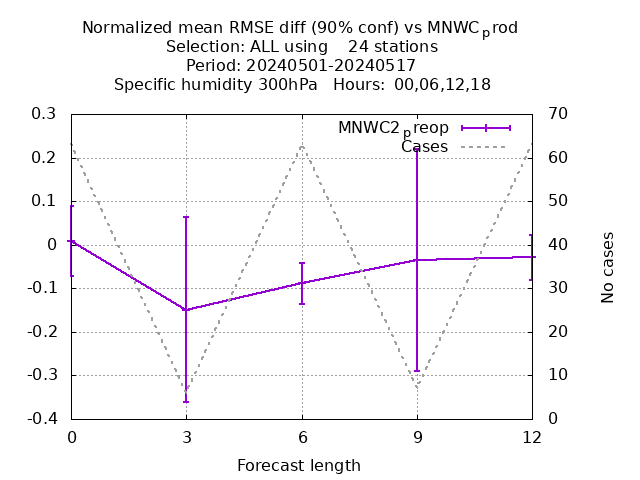 Normalized mean RMSE diff (90% conf) vs MNWCprod
Selection: ALL using    24 stations
Period: 20240501-20240517
Specific humidity 300hPa   Hours: 00,06,12,18
0.3 70
MNWC2preop
Cases
0.2 60
0.1 50
0 40
-0.1 30
-0.2 20
-0.3 10
-0.4 0
No cases
0 3 6 9 12
Forecast length